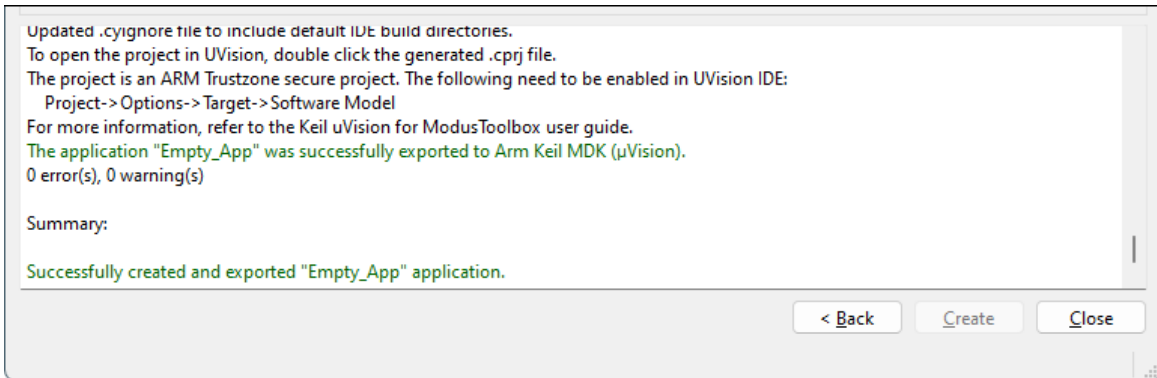 Updated .cyignore file to include default IDE build directories.
To open the project in UVision, double click the generated .cprj file.
The project is an ARM Trustzone secure project. The following need to be enabled in UVision IDE:
Project->Options->Target->Software Model
For more information, refer to the Keil uVision for ModusToolbox user guide.
The application "Empty_App" was successfully exported to Arm Keil MDK (µVision).
0 error(s), 0 warning(s)
Summary:
Successfully created and exported "Empty_App" application.
< Back Create Close